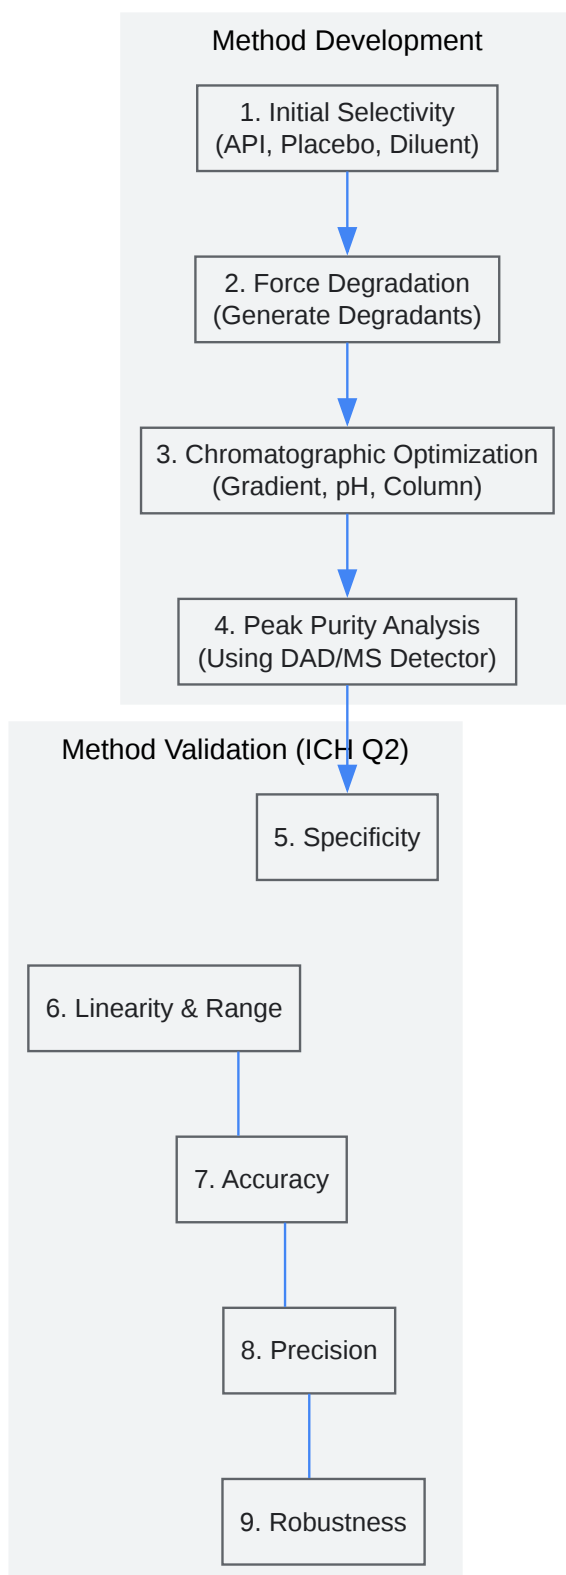 Method Development
1. Initial Selectivity
(API, Placebo, Diluent)
2. Force Degradation
(Generate Degradants)
3. Chromatographic Optimization
(Gradient, pH, Column)
4. Peak Purity Analysis
(Using DAD/MS Detector)
Method Validation (ICH Q2)
5. Specificity
6. Linearity & Range
7. Accuracy
8. Precision
9. Robustness